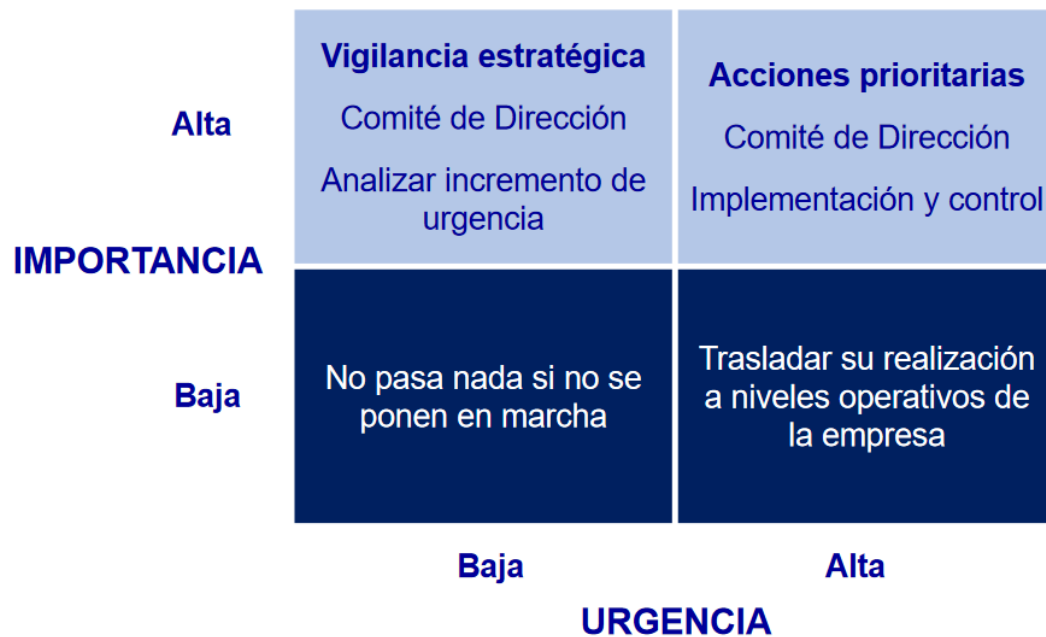 Vigilancia estratégica
Comité de Dirección
Analizar incremento de
urgencia
Acciones prioritarias
Comité de Dirección
Implementación y control
Alta
IMPORTANCIA
Baja
No pasa nada si no se
ponen en marcha
Trasladar su realización
a niveles operativos de
la empresa
Baja
Alta
URGENCIA